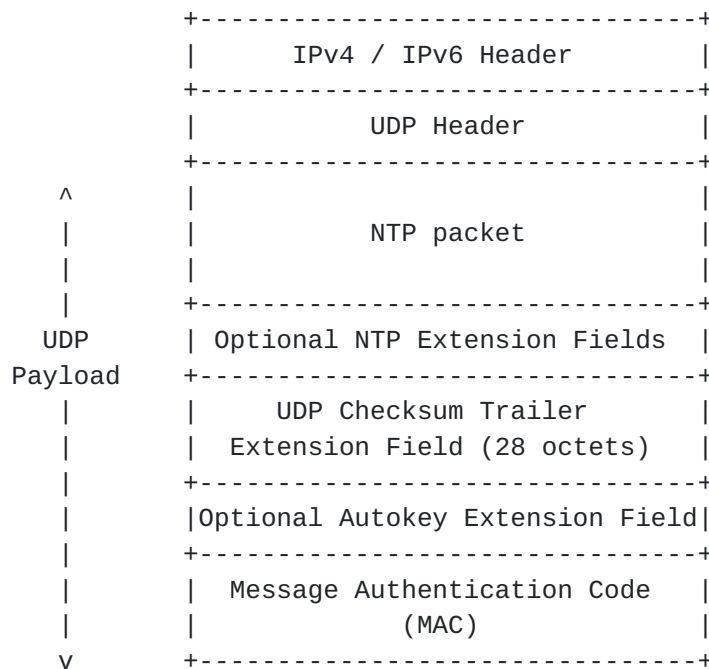 IPv4 / IPv6 Header
UDP Header
NTP packet
UDP Payload
Optional NTP Extension Fields
UDP Checksum Trailer
Extension Field (28 octets)
Optional Autokey Extension Field
Message Authentication Code
(MAC)